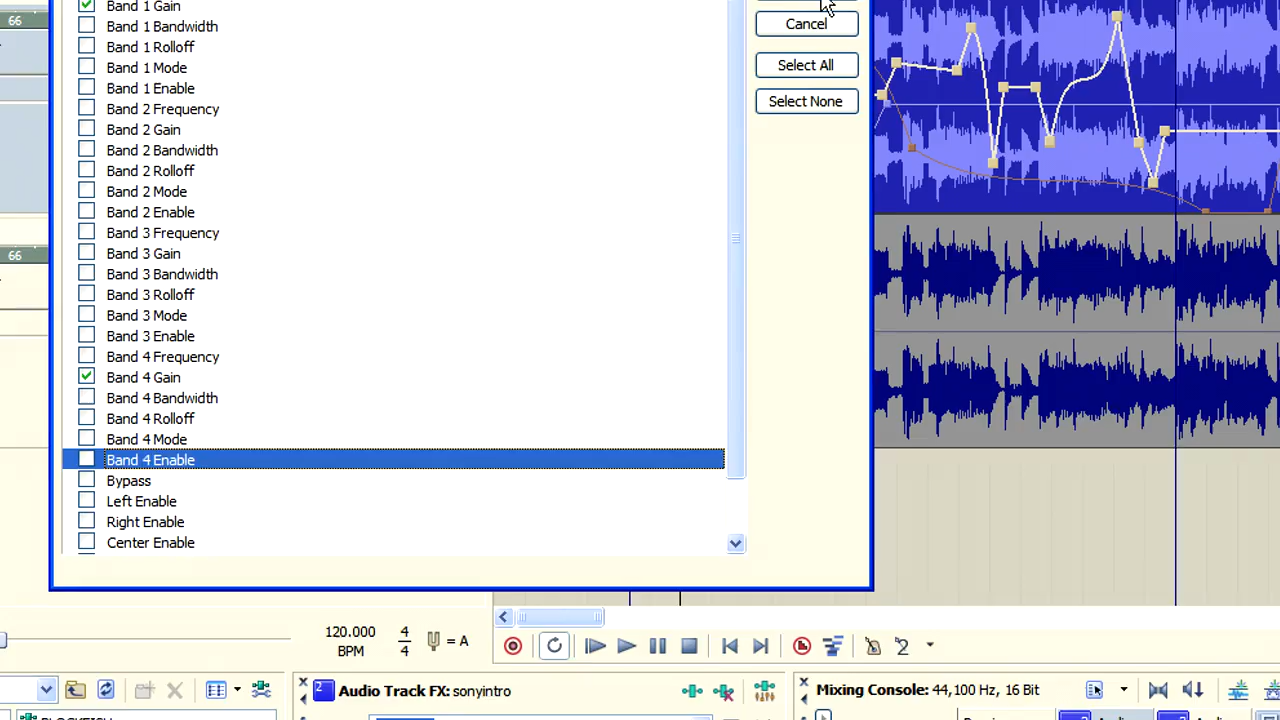 66
Band 1 Gain
Cancel
Band 1 Bandwidth
Band 1 Rolloff
Band 1 Mode
Select All
Band 1 Enable
Select None
Band 2 Frequency
Band 2 Gain
Band 2 Bandwidth
Band 2 Rolloff
Band 2 Mode
Band 2 Enable
Band 3 Frequency
66
Band 3 Gain
Band 3 Bandwidth
Band 3 Rolloff
Band 3 Mode
Band 3 Enable
Band 4 Frequency
Band 4 Gain
Band 4 Bandwidth
Band 4 Rolloff
Band 4 Mode
Band 4 Enable
Bypass
Left Enable
Right Enable
Center Enable
120.000
BPM
4
4
= A
2
2 Audio Track FX: sonyintro
Mixing Console: 44,100 Hz, 16 Bit